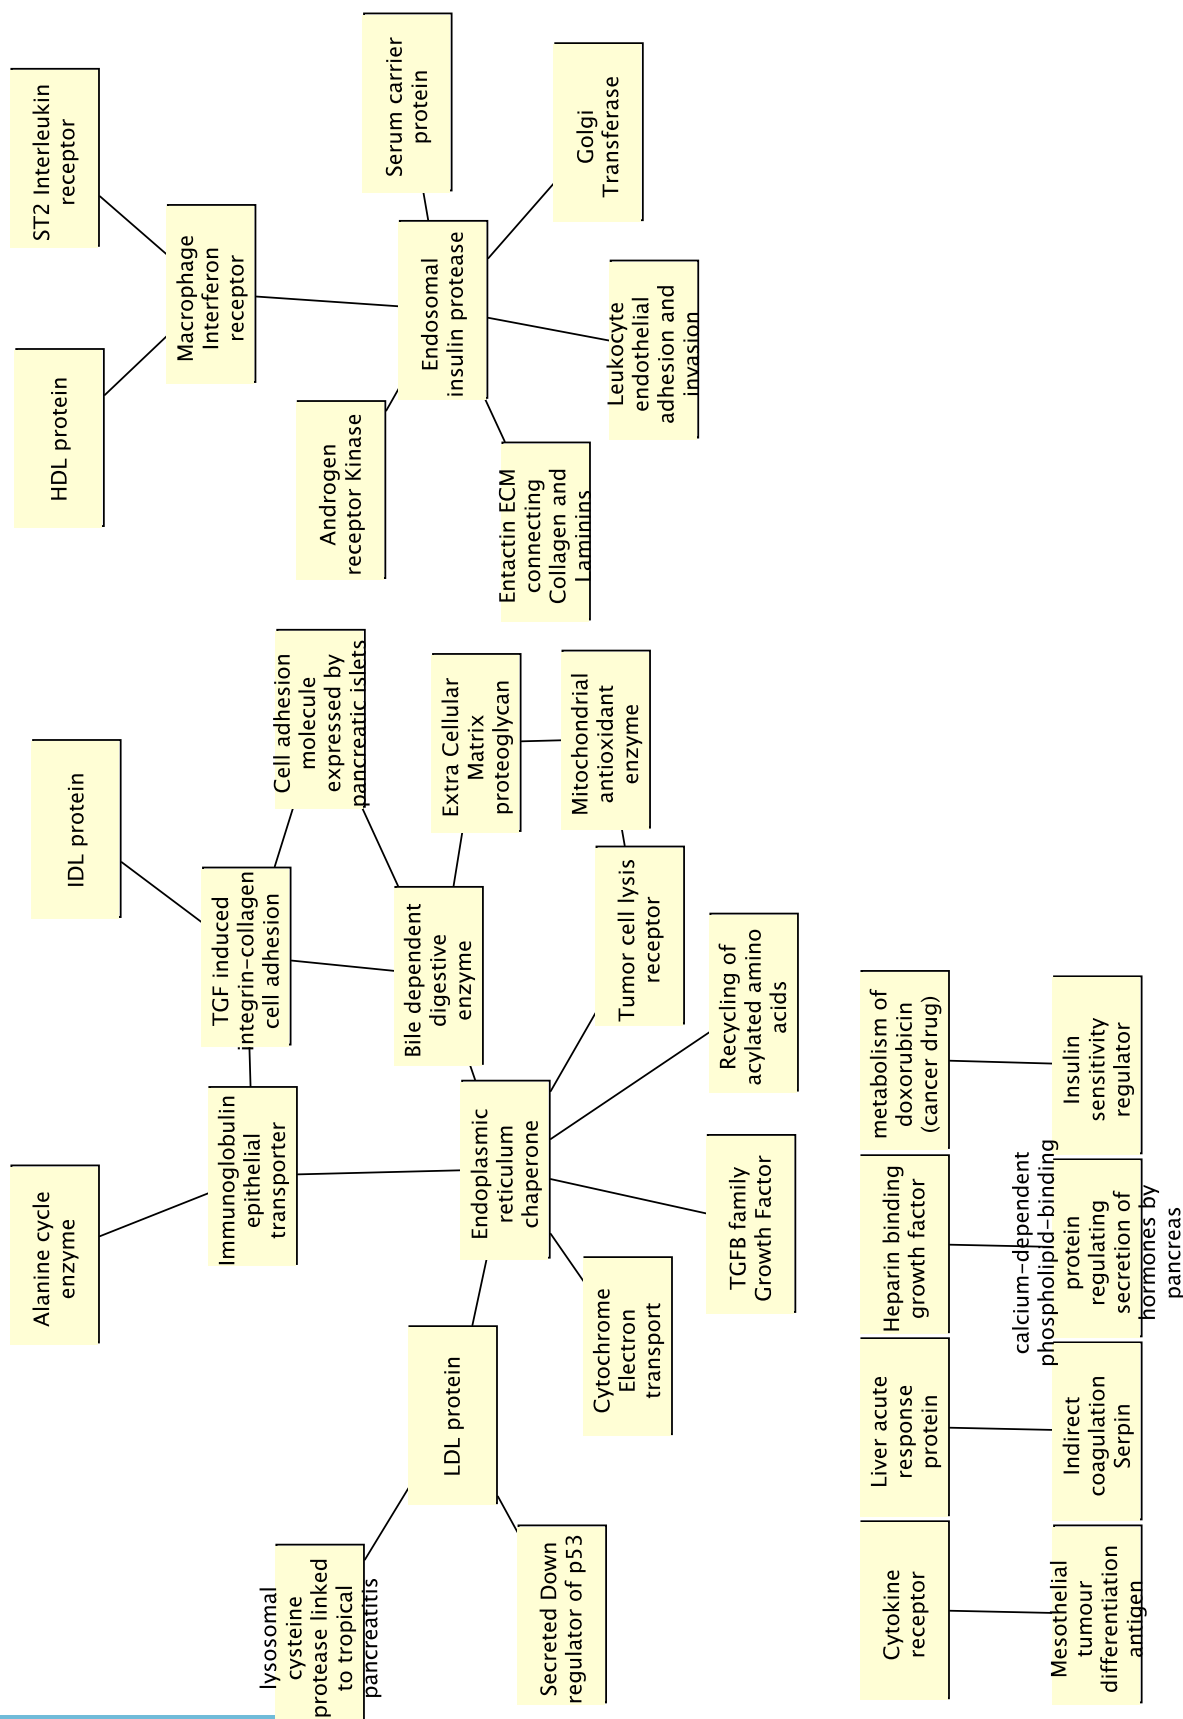 ST2 Interleukin
receptor
HDL protein
Macrophage
Interferon
receptor
Serum carrier
protein
Golgi
Transferase
Endosomal
insulin protease
Androgen
receptor Kinase
Leukocyte
endothelial
adhesion and
invasion
Entactin ECM
connecting
Collagen and
Laminins
IDL protein
Cell adhesion
molecule
expressed by
pancreatic islets
Extra Cellular
Matrix
proteoglycan
Mitochondrial
antioxidant
enzyme
TGF induced
integrin-collagen
cell adhesion
Bile dependent
digestive
enzyme
Tumor cell lysis
receptor
Recycling of
acylated amino
acids
Alanine cycle
enzyme
Immunoglobulin
epithelial
transporter
Endoplasmic
reticulum
chaperone
TGFB family
Growth Factor
Cytochrome
Electron
transport
LDL protein
lysosomal
cysteine
protease linked
to tropical
pancreatitis
Secreted Down
regulator of p53
Cytokine
receptor
Liver acute
response
protein
Heparin binding
growth factor
metabolism of
doxorubicin
(cancer drug)
Mesothelial
tumour
differentiation
antigen
Indirect
coagulation
Serpin
calcium-dependent
phospholipid-binding
protein
regulating
secretion of
hormones by
pancreas
Insulin
sensitivity
regulator